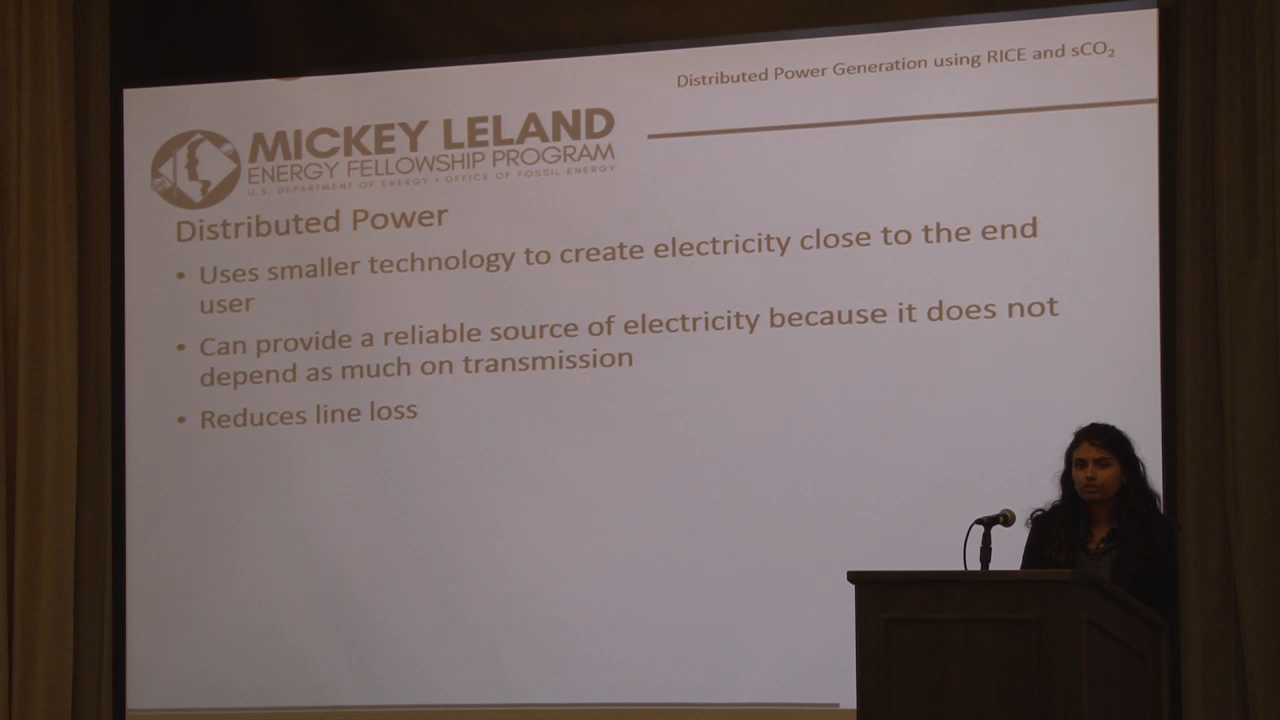 Distributed Power Generation using RICE and sCO₂
MICKEY LELAND
ENERGY FELLOWSHIP PROGRAM
U.S. DEPARTMENT OF ENERGY • OFFICE OF FOSSIL ENERGY
Distributed Power
• Uses smaller technology to create electricity close to the end
user
• Can provide a reliable source of electricity because it does not
depend as much on transmission
• Reduces line loss